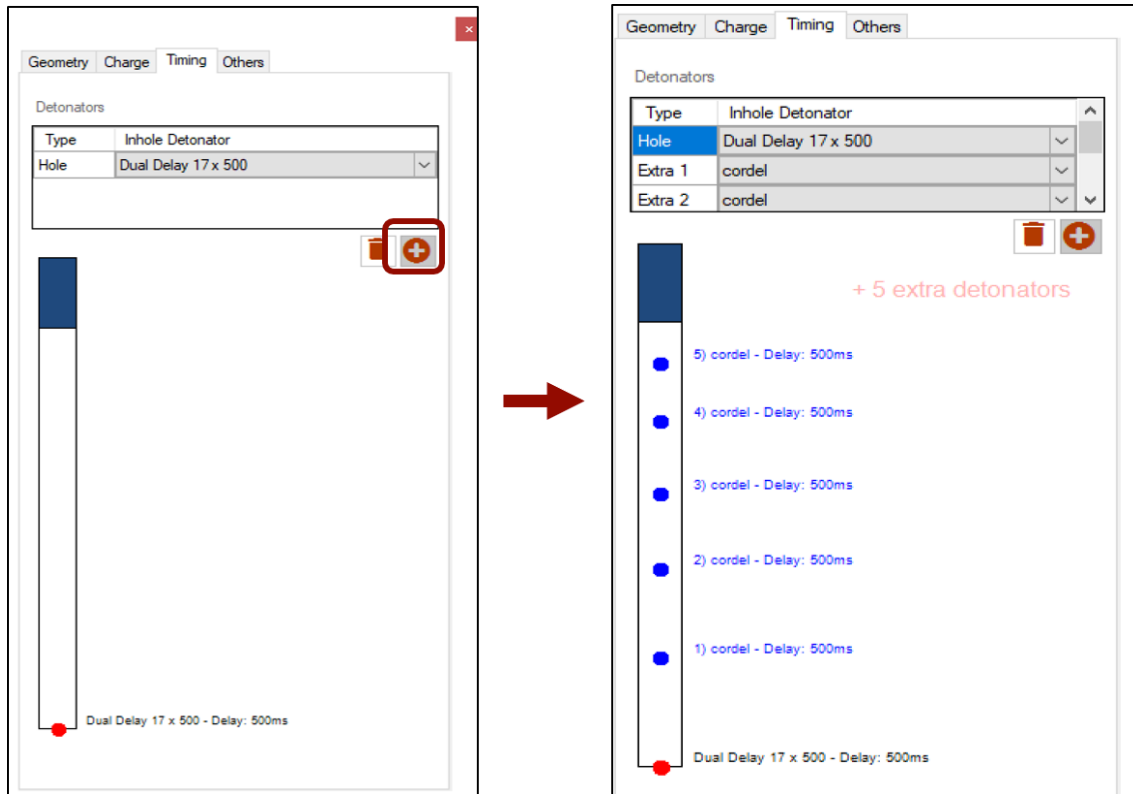 Geometry Charge Timing Others
Detonators
Type Inhole Detonator
Hole Dual Delay 17 x 500
Dual Delay 17 x 500 - Delay: 500ms
Geometry Charge Timing Others
Detonators
Type Inhole Detonator
Hole Dual Delay 17 x 500
Extra 1 cordel
Extra 2 cordel
+ 5 extra detonators
5) cordel - Delay: 500ms
4) cordel - Delay: 500ms
3) cordel - Delay: 500ms
2) cordel - Delay: 500ms
1) cordel - Delay: 500ms
Dual Delay 17 x 500 - Delay: 500ms